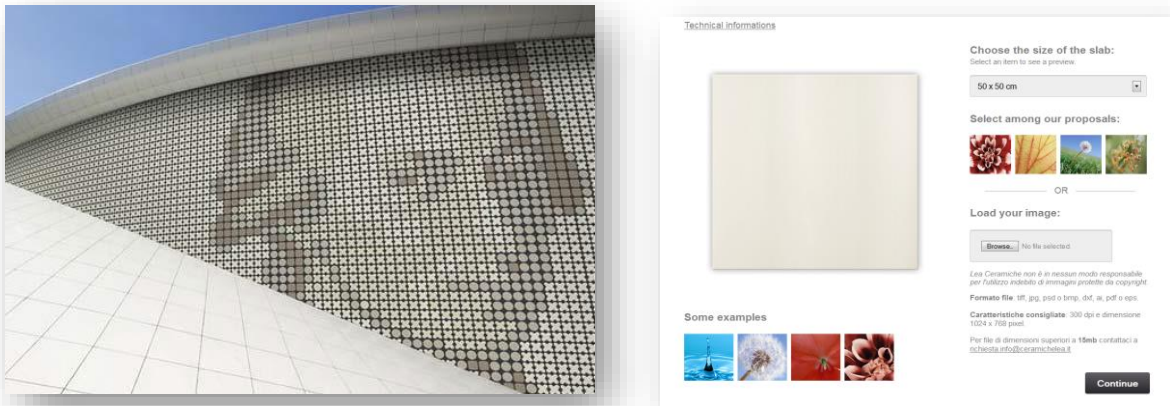 Technical informations
Choose the size of the slab:
Select an item to see a preview.
50 x 50 cm
Select among our proposals:
OR
Load your image:
Browse.. No file selected.
Lea Ceramiche non è in nessun modo responsabile
per l'utilizzo indebito di immagini protette da copyright
Formato file: tiff, jpg, psd o bmp, dxf, ai, pdf o eps
Caratteristiche consigliate: 300 dpi e dimensione
1024 x 768 pixel
Per file di dimensioni superiori a 15mb contattaci a
richiesta.info@ceramichelea.it
Some examples
Continue